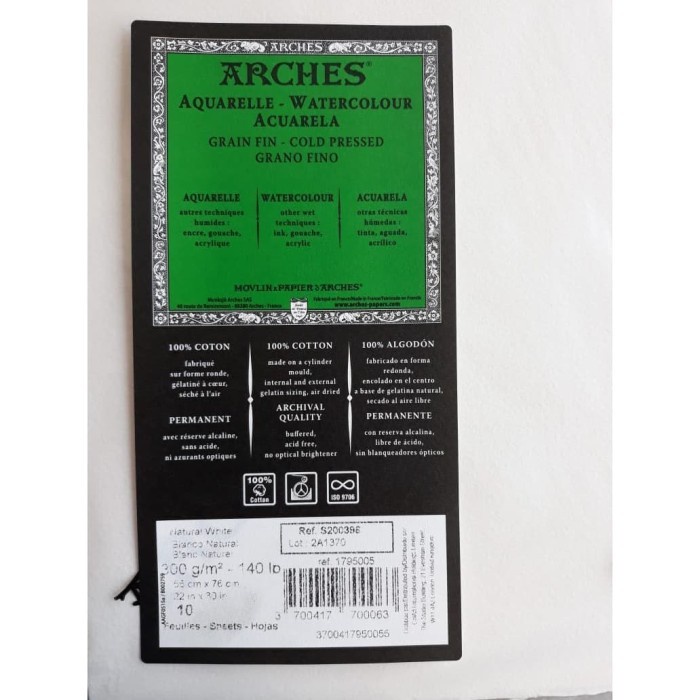 ARCHES
ARCHES®
AQUARELLE - WATERCOLOUR
ACUARELA
GRAIN FIN - COLD PRESSED
GRANO FINO
AQUARELLE
autres techniques
humides :
encre, gouache,
acrylique
WATERCOLOUR
other wet
techniques :
ink, gouache,
acrylic
ACUARELA
otras técnicas
húmedas :
tinta, aguada,
acrílico
MOVLIN & PAPIER D'ARCHES®
www.arches-papers.com
100% COTON
fabriqué
sur forme ronde,
gélatiné à cœur,
séché à l'air
PERMANENT
avec réserve alcaline,
sans acide,
ni azurants optiques
100% COTTON
made on a cylinder
mould,
internal and external
gelatin sizing, air dried
ARCHIVAL
QUALITY
buffered,
acid free,
no optical brightener
100% ALGODÓN
fabricado en forma
redonda,
encolado en el centro
a base de gelatina natural,
secado al aire libre
PERMANENTE
con reserva alcalina,
libre de ácido,
sin blanqueadores ópticos
100%
Cotton
ISO 9706
Natural White
Blanco Natural
Blanc Naturel
300 g/m² - 140 lb
56 cm x 76 cm
22 in x 30 in
10
Feuilles - Sheets - Hojas
Ref. S200396
Lot : 2A1370
ref. 1795005
3 700417 700063
3700417950055